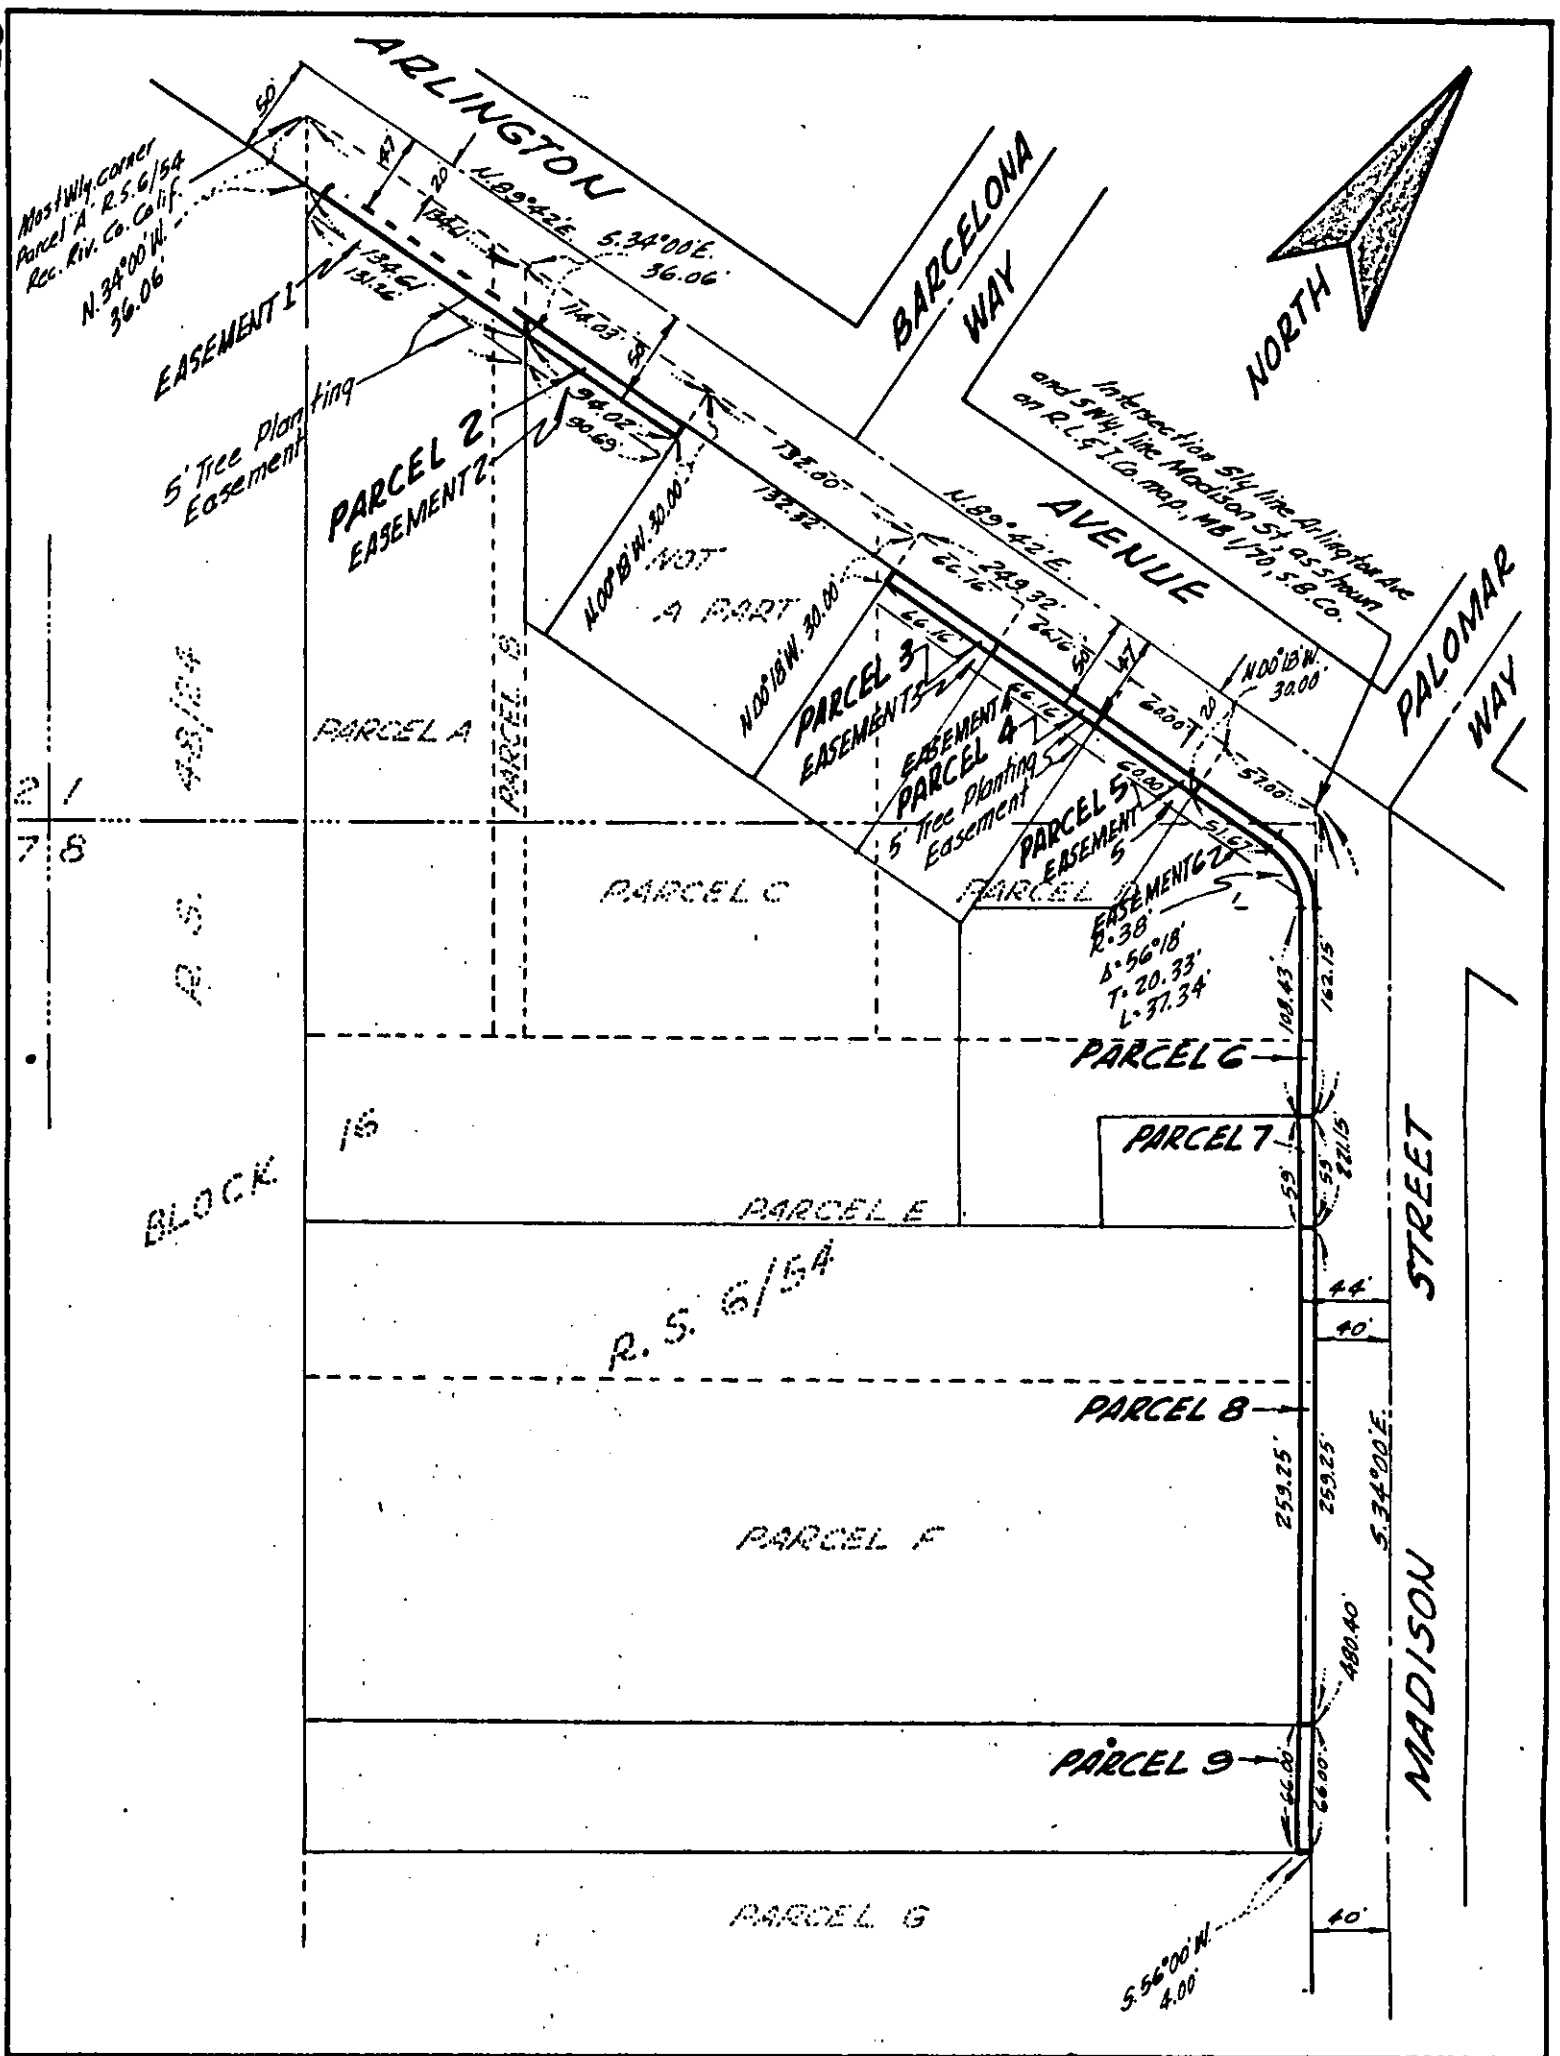 ARLINGTON
50'
47'
20'
N.89°42'E.
S.34°00'E.
36.06'
Most Wly. corner
Parcel 'A' R.S. 6/54
Rec. Riv. Co. Calif.
N.34°00'W.
36.06'
134.61'
131.26'
EASEMENT 1
5' Tree Planting
Easement
114.03'
50'
94.02'
90.69'
PARCEL 2
EASEMENT 2
BARCELONA
WAY
NORTH
Intersection Sly line Arlington Ave
and SWly. line Madison St, as shown
on R.L. & I. Co. map, MB 1/70, S.B. Co.
132.00'
132.32'
N.89°42'E.
AVENUE
249.32'
66.16'
66.16'
N.00°18'W. 30.00'
NOT
A PART
N.00°18'W. 30.00'
66.16'
PARCEL 3
EASEMENT 3
50'
47'
N.00°18'W.
30.00'
20'
60.00'
57.00'
PALOMAR
WAY
EASEMENT 4
PARCEL 4
66.16'
5' Tree Planting
Easement
60.00'
PARCEL 5
EASEMENT
5
51.67'
EASEMENT 6
R=38'
Δ=56°18'
T=20.33'
L=37.34'
PARCEL A
PARCEL B
PARCEL C
PARCEL
2 1
7 8
R. S.
BLOCK
16
108.43'
162.15'
PARCEL 6
PARCEL 7
59'
59'
221.15'
PARCEL E
R. S. 6/54
44'
40'
STREET
PARCEL 8
259.25'
259.25'
S.34°00'E.
PARCEL F
480.40'
MADISON
PARCEL 9
66.00'
66.00'
PARCEL G
S.56°00'W.
4.00'
40'